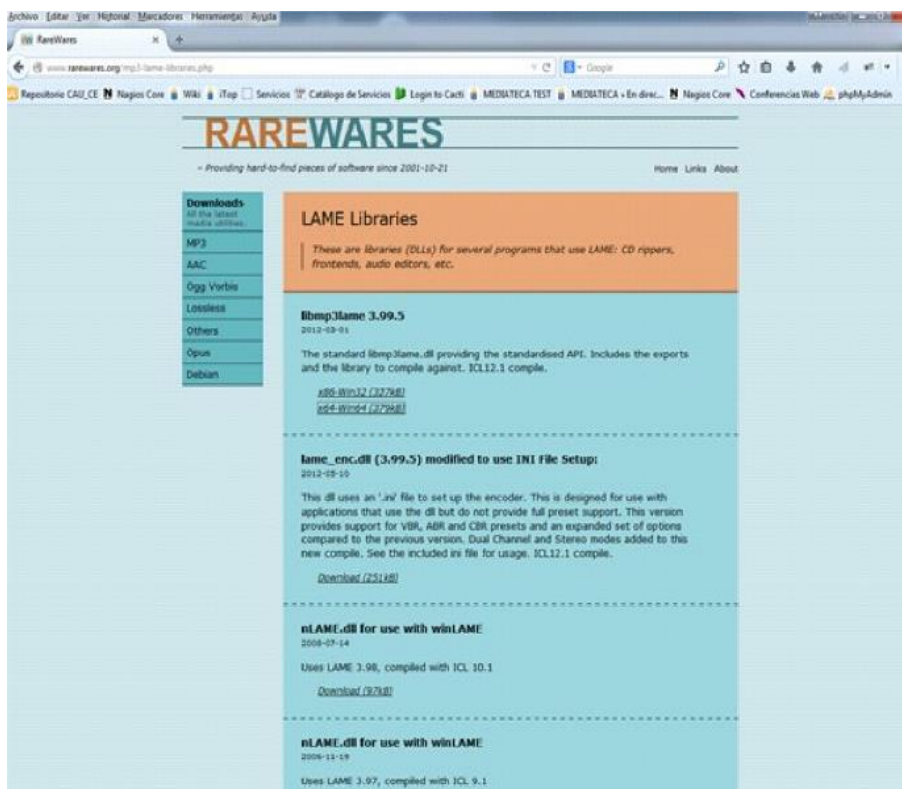 Archivo Editar Ver Historial Marcadores Herramientas Ayuda
RareWares
www.rarewares.org/mp3-lame-libraries.php
Google
Repositorio CAU_CE Nagios Core Wiki iTop Servicios Catálogo de Servicios Login to Cacti MEDIATECA TEST MEDIATECA « En direc... Nagios Core Conferencias Web phpMyAdmin
RAREWARES
~ Providing hard-to-find pieces of software since 2001-10-21
Home Links About
Downloads
All the latest
media utilities.
MP3
AAC
Ogg Vorbis
Lossless
Others
Opus
Debian
LAME Libraries
These are libraries (DLLs) for several programs that use LAME: CD rippers,
frontends, audio editors, etc.
libmp3lame 3.99.5
2012-03-01
The standard libmp3lame.dll providing the standardised API. Includes the exports
and the library to compile against. ICL12.1 compile.
x86-Win32 (327kB)
x64-Win64 (379kB)
lame_enc.dll (3.99.5) modified to use INI File Setup:
2012-05-10
This dll uses an '.ini' file to set up the encoder. This is designed for use with
applications that use the dll but do not provide full preset support. This version
provides support for VBR, ABR and CBR presets and an expanded set of options
compared to the previous version. Dual Channel and Stereo modes added to this
new compile. See the included ini file for usage. ICL12.1 compile.
Download (251kB)
nLAME.dll for use with winLAME
2008-07-14
Uses LAME 3.98, compiled with ICL 10.1
Download (97kB)
nLAME.dll for use with winLAME
2006-11-19
Uses LAME 3.97, compiled with ICL 9.1